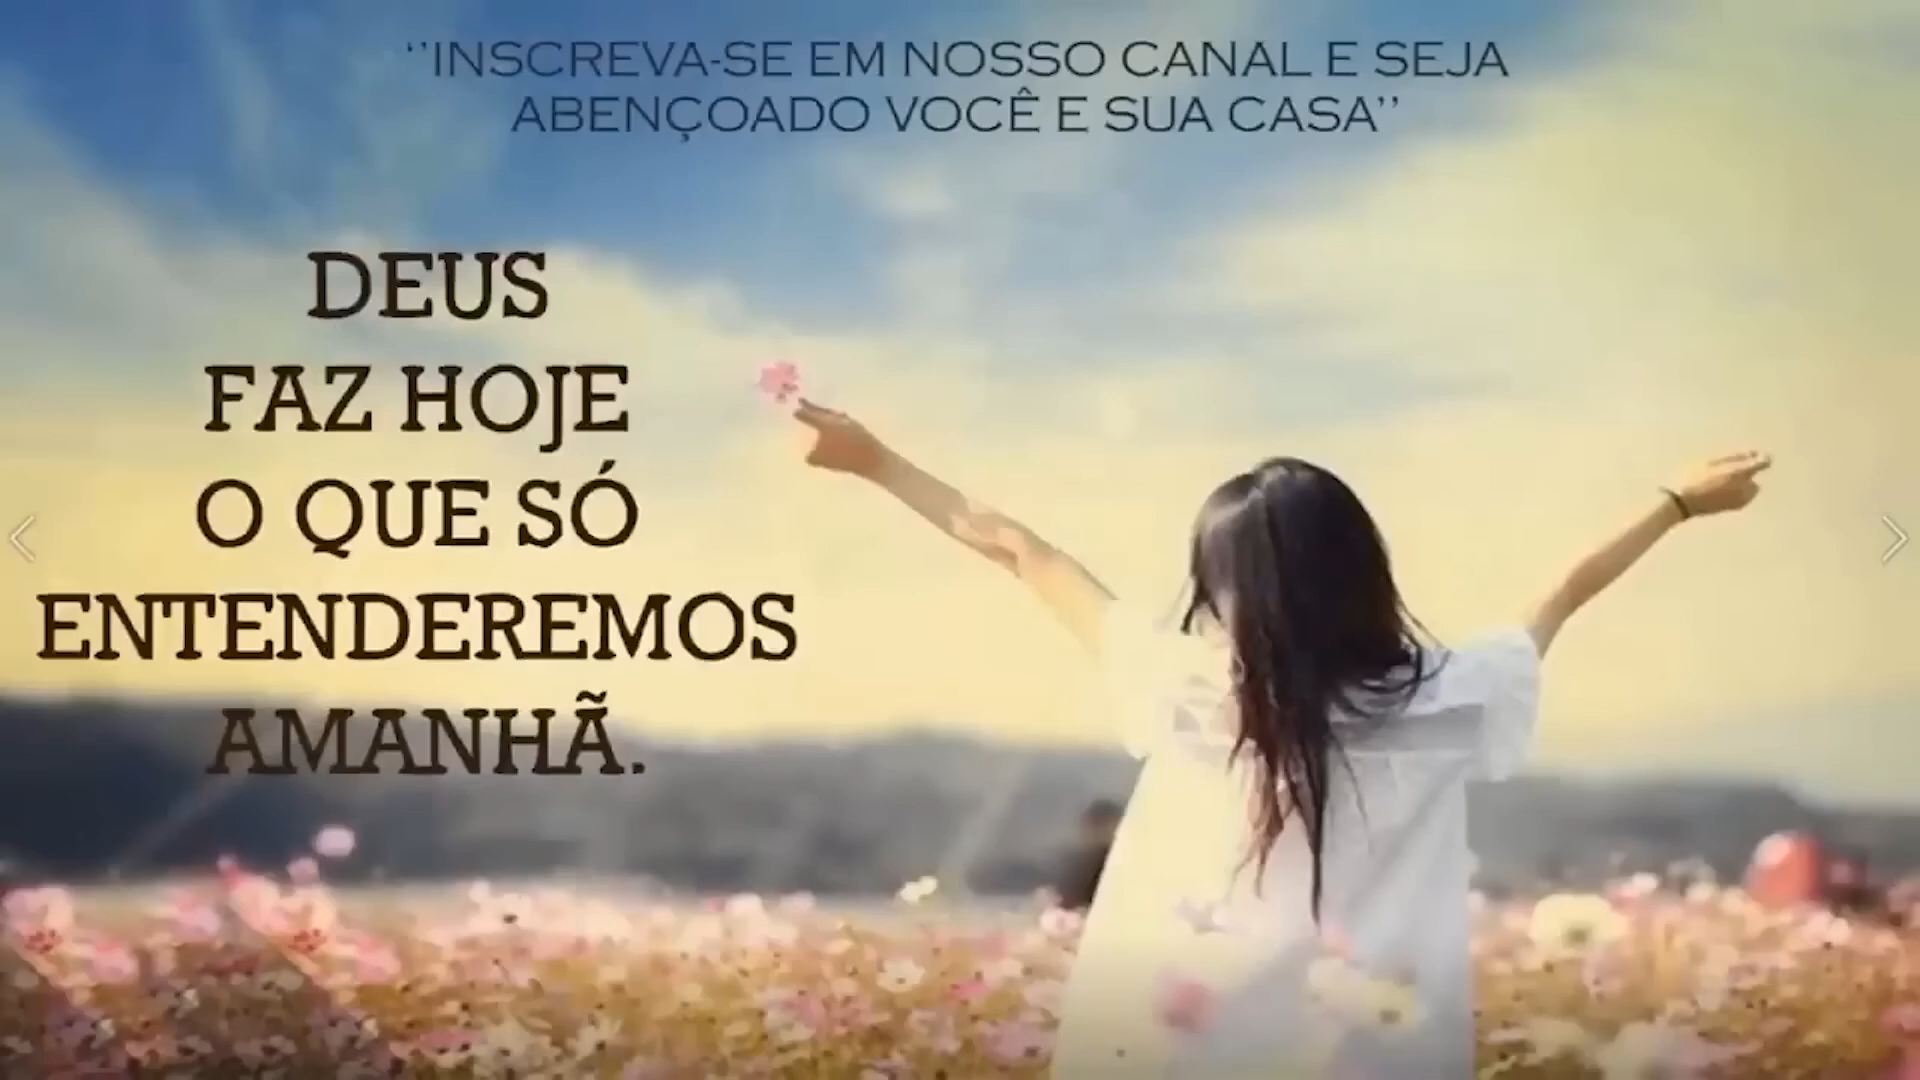 ‘’INSCREVA-SE EM NOSSO CANAL E SEJA
ABENÇOADO VOCÊ E SUA CASA’’
DEUS
FAZ HOJE
O QUE SÓ
ENTENDEREMOS
AMANHÃ.